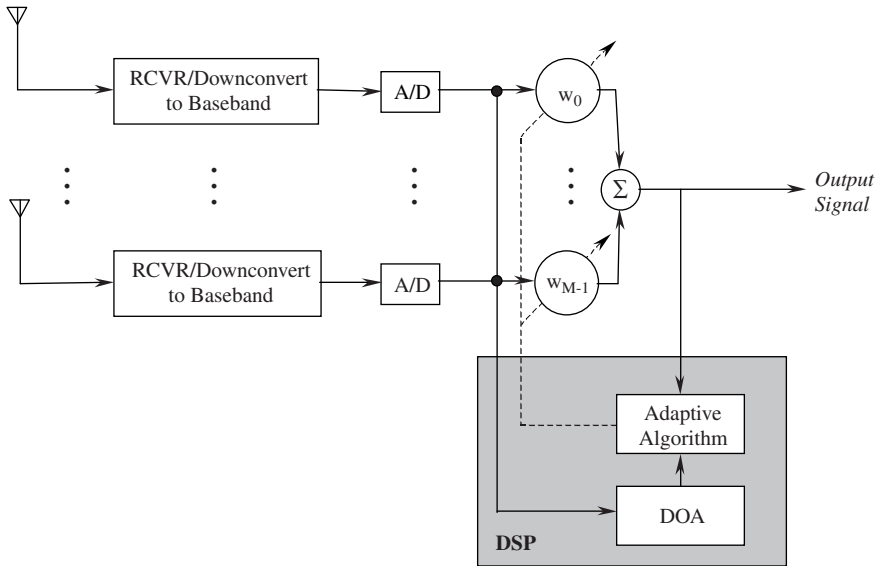 RCVR/Downconvert
to Baseband
A/D
w0
Σ
Output
Signal
RCVR/Downconvert
to Baseband
A/D
wM-1
Adaptive
Algorithm
DOA
DSP